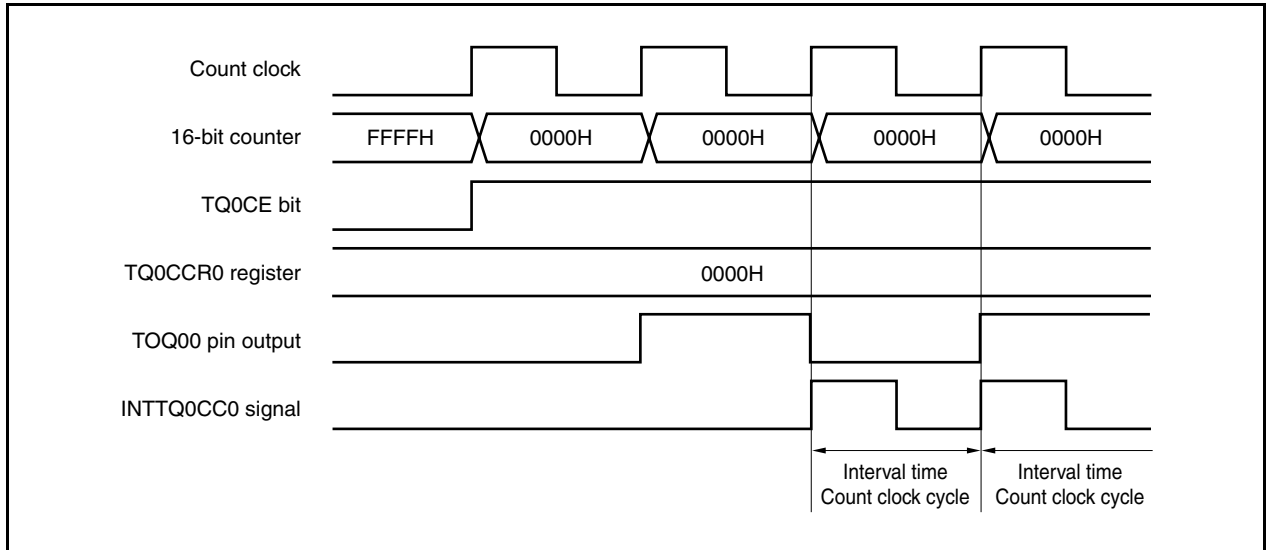 Count clock
16-bit counter FFFFH 0000H 0000H 0000H 0000H
TQ0CE bit
TQ0CCR0 register 0000H
TOQ00 pin output
INTTQ0CC0 signal
Interval time Interval time
Count clock cycle Count clock cycle